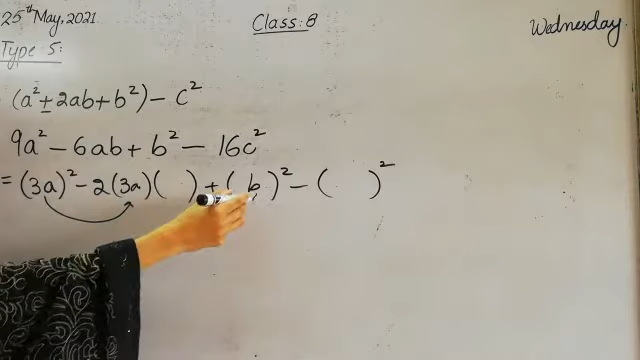 25th May, 2021 Class: 8 Wednesday
Type 5:
(a² ± 2ab + b²) – c²
9a² – 6ab + b² – 16c²
= (3a)² – 2(3a)( ) + ( b )² – ( )²